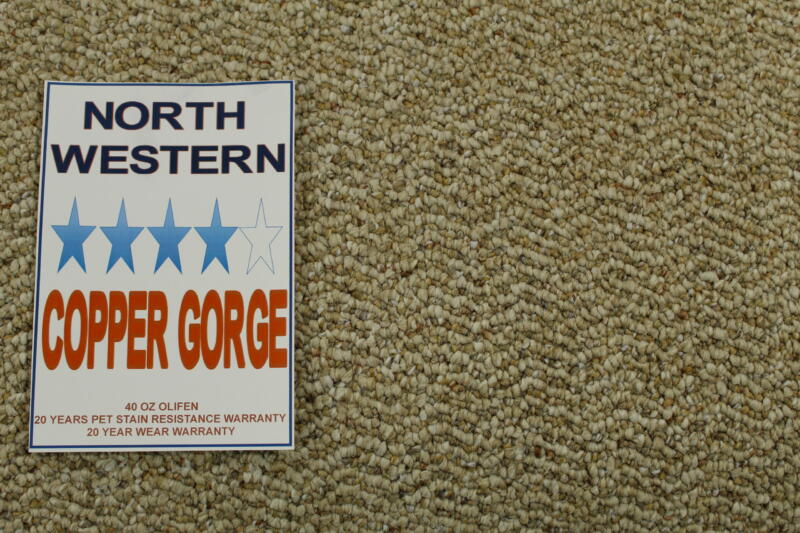 NORTH
WESTERN
COPPER GORGE
40 OZ OLIFEN
20 YEARS PET STAIN RESISTANCE WARRANTY
20 YEAR WEAR WARRANTY